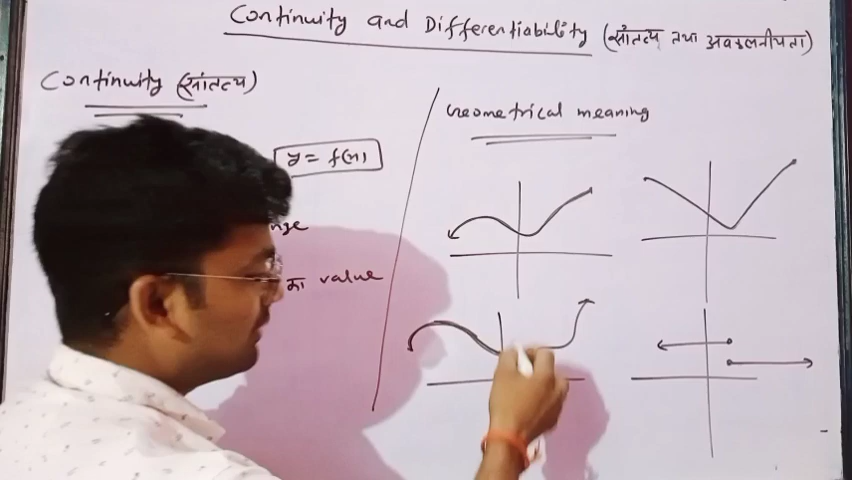 Continuity and Differentiability (सांतत्य तथा अवकलनीयता)
Continuity (सांतत्य)
y = f(x)
का value
Geometrical meaning